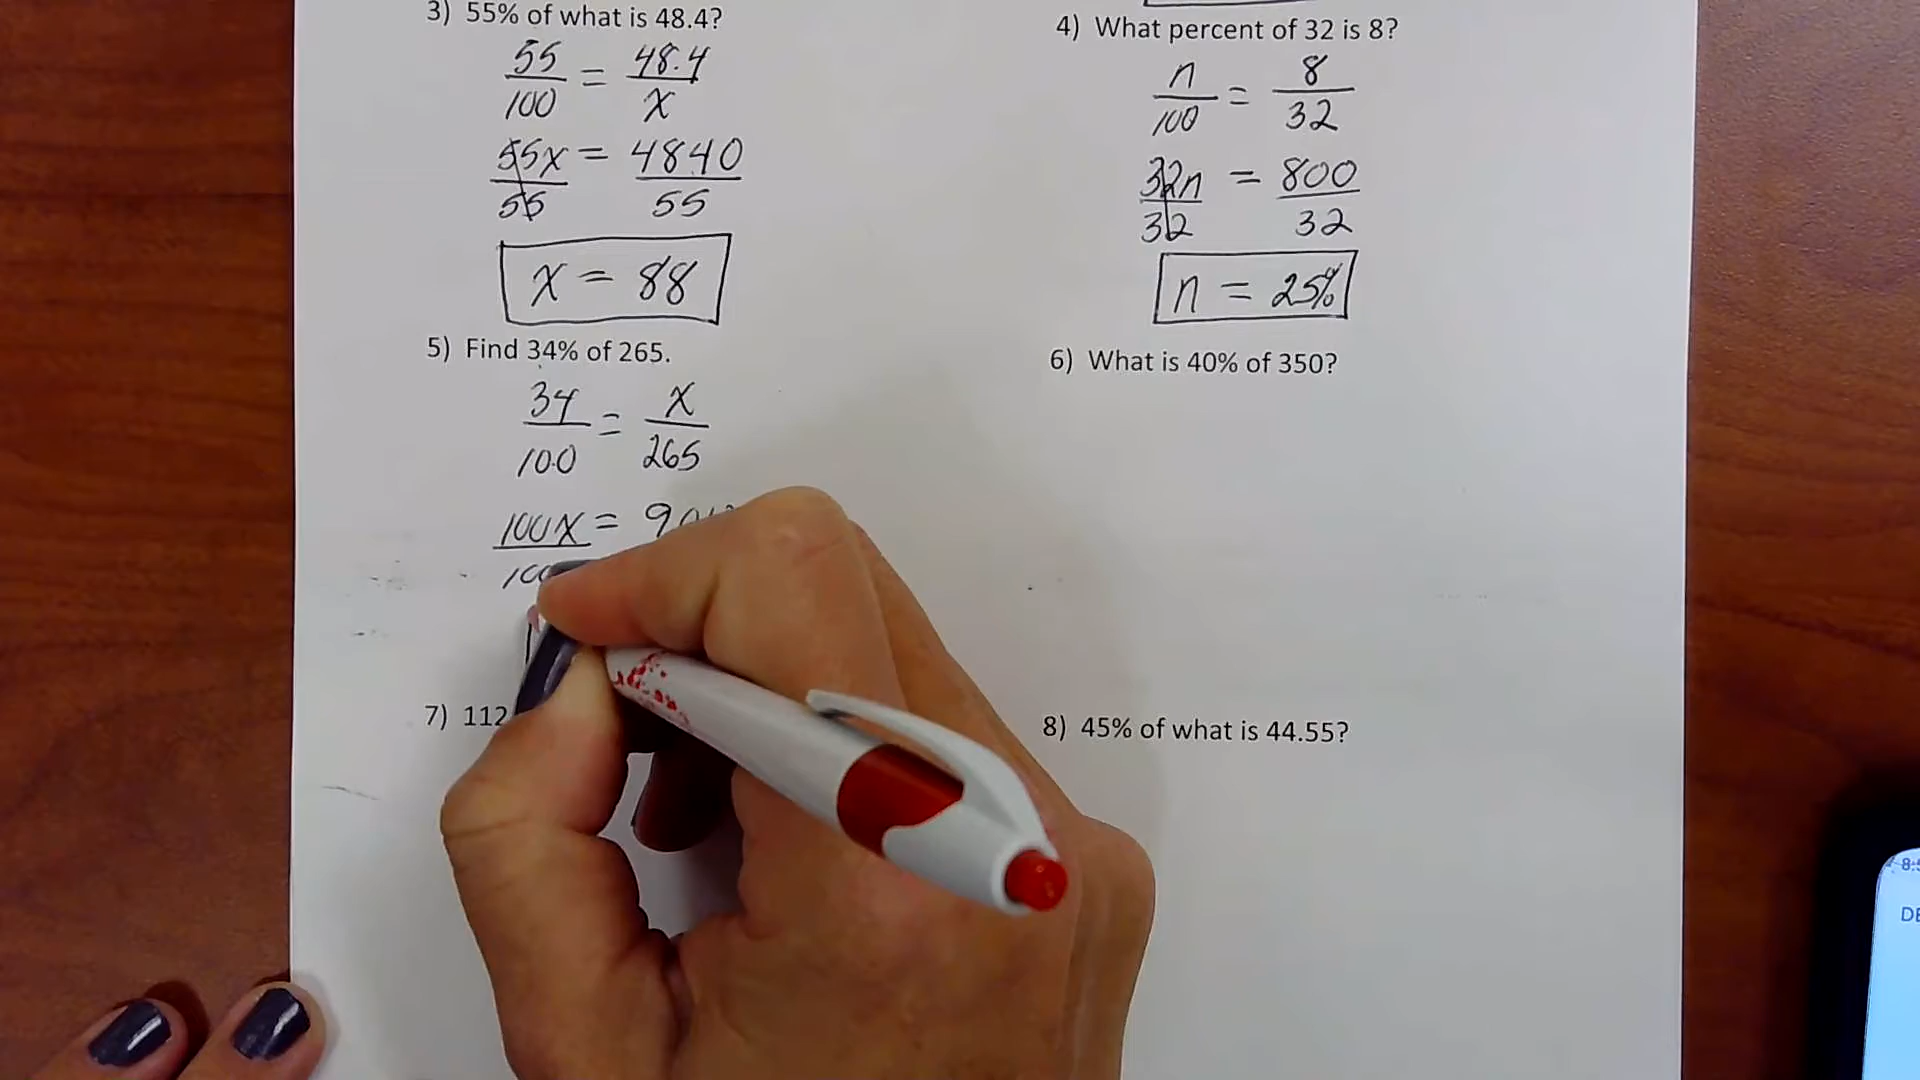 3) 55% of what is 48.4?
55/100 = 48.4/x
55x/55 = 4840/55
x = 88
4) What percent of 32 is 8?
n/100 = 8/32
32n/32 = 800/32
n = 25%
5) Find 34% of 265.
34/100 = x/265
100x =
6) What is 40% of 350?
7) 112
8) 45% of what is 44.55?